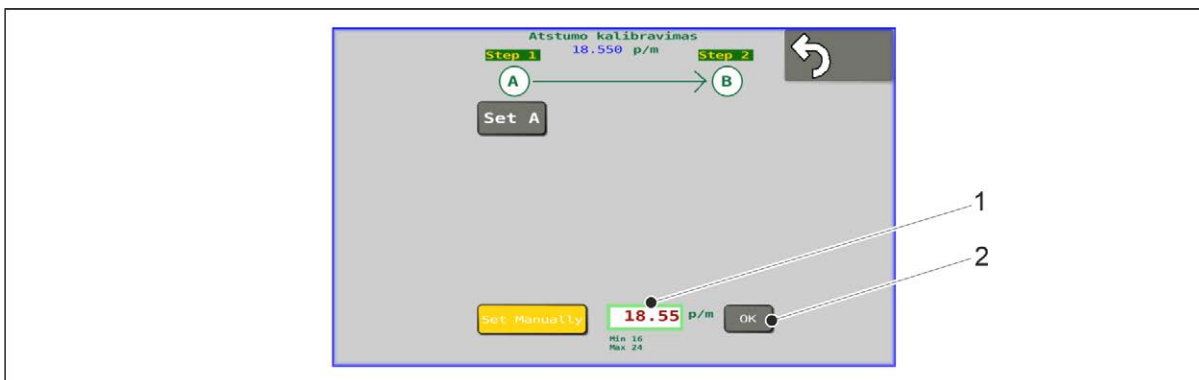 Atstumo kalibravimas
18.550 p/m
Step 1
Step 2
A
B
Set A
1
2
Set Manually
18.55 p/m
OK
Min 16
Max 24